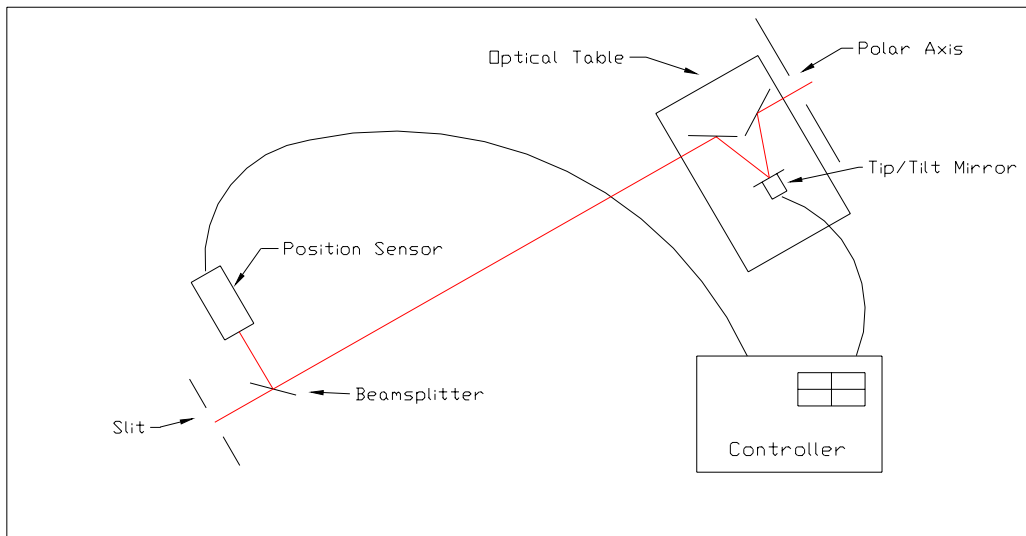 Optical Table
Polar Axis
Tip/Tilt Mirror
Position Sensor
Beamsplitter
Slit
Controller